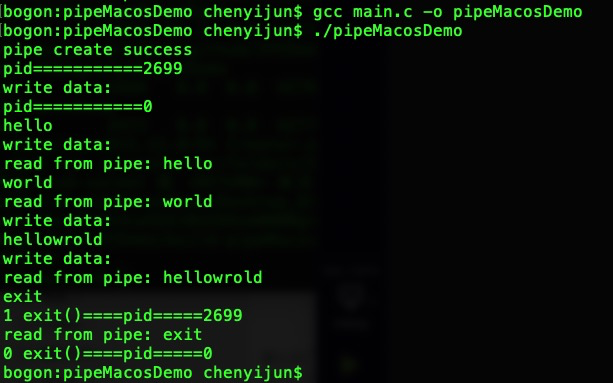 [bogon:pipeMacosDemo chenyijun$ gcc main.c -o pipeMacosDemo
[bogon:pipeMacosDemo chenyijun$ ./pipeMacosDemo
pipe create success
pid===========2699
write data:
pid===========0
hello
write data:
read from pipe: hello
world
read from pipe: world
write data:
hellowrold
write data:
read from pipe: hellowrold
exit
1 exit()====pid=====2699
read from pipe: exit
0 exit()====pid=====0
bogon:pipeMacosDemo chenyijun$